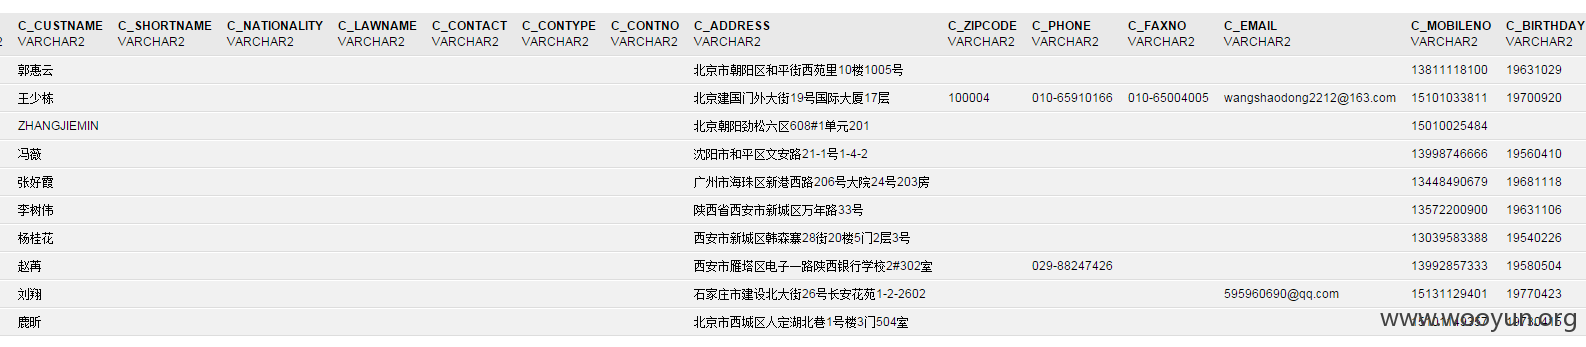 C_CUSTNAME C_SHORTNAME C_NATIONALITY C_LAWNAME C_CONTACT C_CONTYPE C_CONTNO C_ADDRESS C_ZIPCODE C_PHONE C_FAXNO C_EMAIL C_MOBILENO C_BIRTHDAY
VARCHAR2 VARCHAR2 VARCHAR2 VARCHAR2 VARCHAR2 VARCHAR2 VARCHAR2 VARCHAR2 VARCHAR2 VARCHAR2 VARCHAR2 VARCHAR2 VARCHAR2 VARCHAR2
郭惠云 北京市朝阳区和平街西苑里10楼1005号 13811118100 19631029
王少栋 北京建国门外大街19号国际大厦17层 100004 010-65910166 010-65004005 wangshaodong2212@163.com 15101033811 19700920
ZHANGJIEMIN 北京朝阳劲松六区608#1单元201 15010025484
冯薇 沈阳市和平区文安路21-1号1-4-2 13998746666 19560410
张好霞 广州市海珠区新港西路206号大院24号203房 13448490679 19681118
李树伟 陕西省西安市新城区万年路33号 13572200900 19631106
杨桂花 西安市新城区韩森寨28街20楼5门2层3号 13039583388 19540226
赵苒 西安市雁塔区电子一路陕西银行学校2#302室 029-88247426 13992857333 19580504
刘翔 石家庄市建设北大街26号长安花苑1-2-2602 595960690@qq.com 15131129401 19770423
鹿昕 北京市西城区人定湖北巷1号楼3门504室
www.wooyun.org